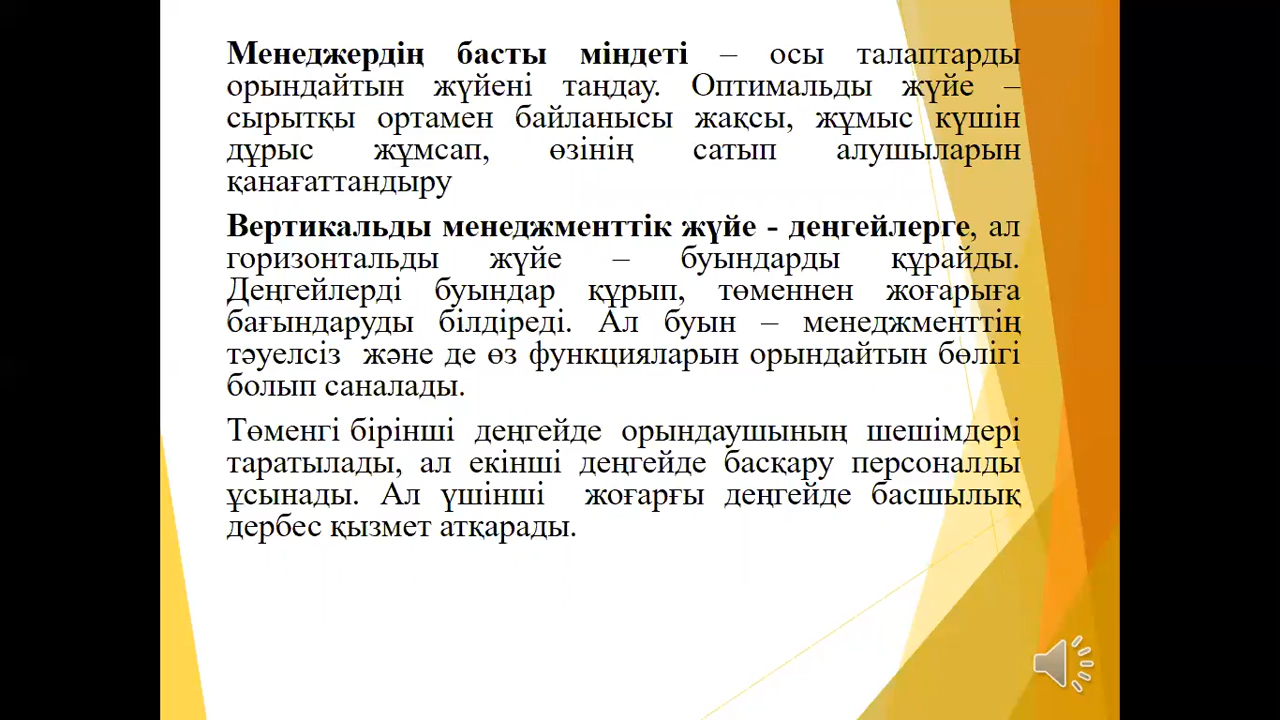 Менеджердің басты міндеті – осы талаптарды
орындайтын жүйені таңдау. Оптимальды жүйе –
сыртқы ортамен байланысы жақсы, жұмыс күшін
дұрыс жұмсап, өзінің сатып алушыларын
қанағаттандыру
Вертикальды менеджменттік жүйе - деңгейлерге, ал
горизонтальды жүйе – буындарды құрайды.
Деңгейлерді буындар құрып, төменнен жоғарыға
бағындаруды білдіреді. Ал буын – менеджменттің
тәуелсіз және де өз функцияларын орындайтын бөлігі
болып саналады.
Төменгі бірінші деңгейде орындаушының шешімдері
таратылады, ал екінші деңгейде басқару персоналды
ұсынады. Ал үшінші жоғарғы деңгейде басшылық
дербес қызмет атқарады.